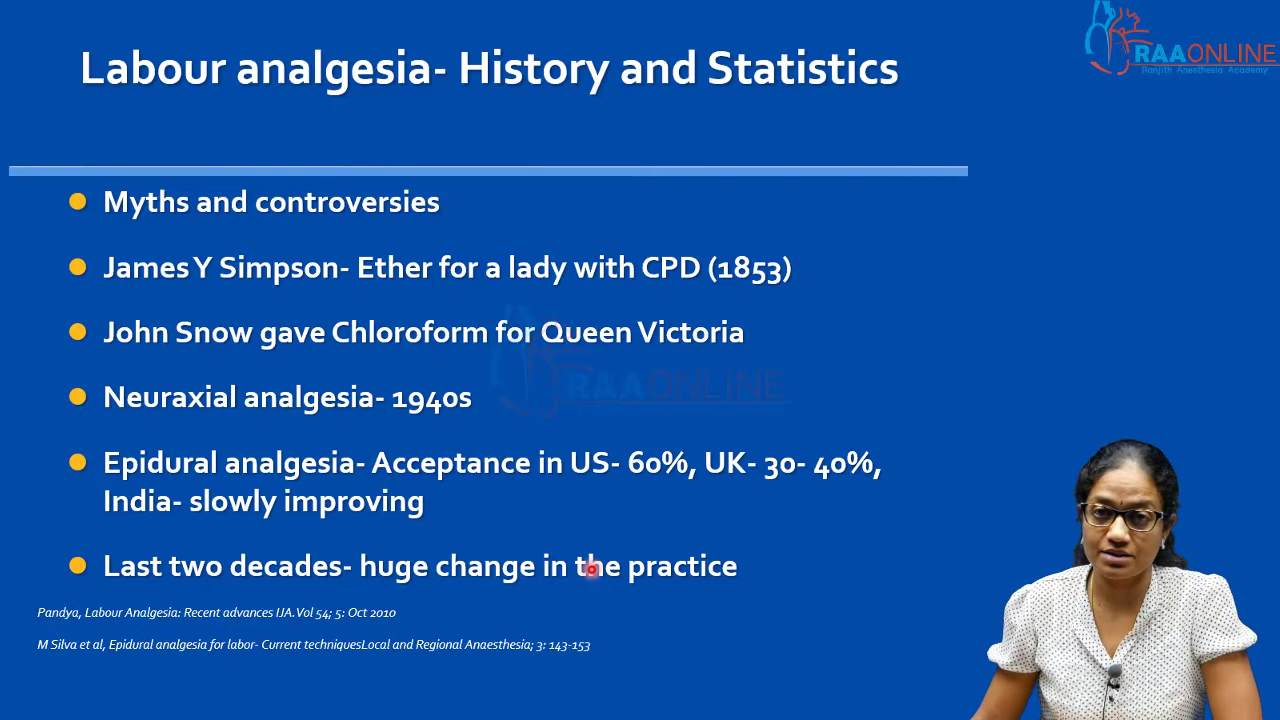 RAAONLINE
Ranjith Anesthesia Academy
Labour analgesia- History and Statistics
Myths and controversies
James Y Simpson- Ether for a lady with CPD (1853)
John Snow gave Chloroform for Queen Victoria
RAAONLINE
Neuraxial analgesia- 1940s
Epidural analgesia- Acceptance in US- 60%, UK- 30- 40%,
India- slowly improving
Last two decades- huge change in the practice
Pandya, Labour Analgesia: Recent advances IJA. Vol 54; 5: Oct 2010
M Silva et al, Epidural analgesia for labor- Current techniquesLocal and Regional Anaesthesia; 3: 143-153